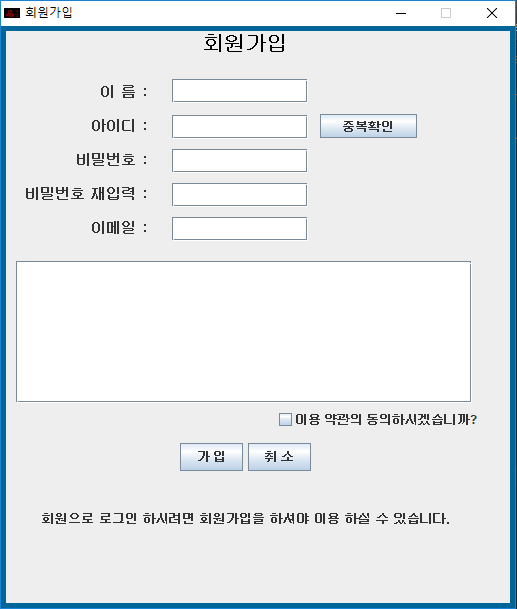 회원가입
회원가입
이 름 :
아이디 :
중복확인
비밀번호 :
비밀번호 재입력 :
이메일 :
이용 약관의 동의하시겠습니까?
가 입
취 소
회원으로 로그인 하시려면 회원가입을 하셔야 이용 하실 수 있습니다.